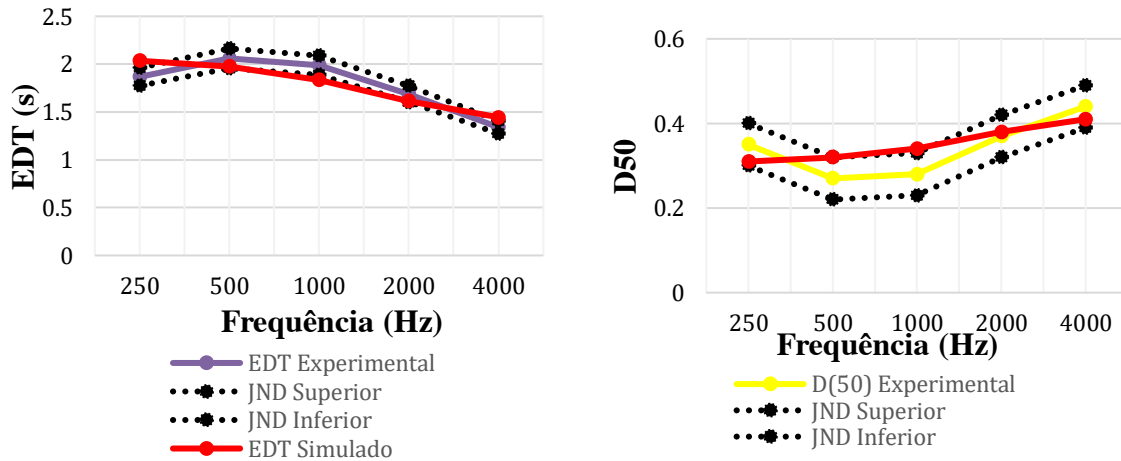 2.5
2
1.5
1
0.5
0
EDT (s)
250 500 1000 2000 4000
Frequência (Hz)
EDT Experimental
JND Superior
JND Inferior
EDT Simulado
0.6
0.4
0.2
0
D50
250 500 1000 2000 4000
Frequência (Hz)
D(50) Experimental
JND Superior
JND Inferior